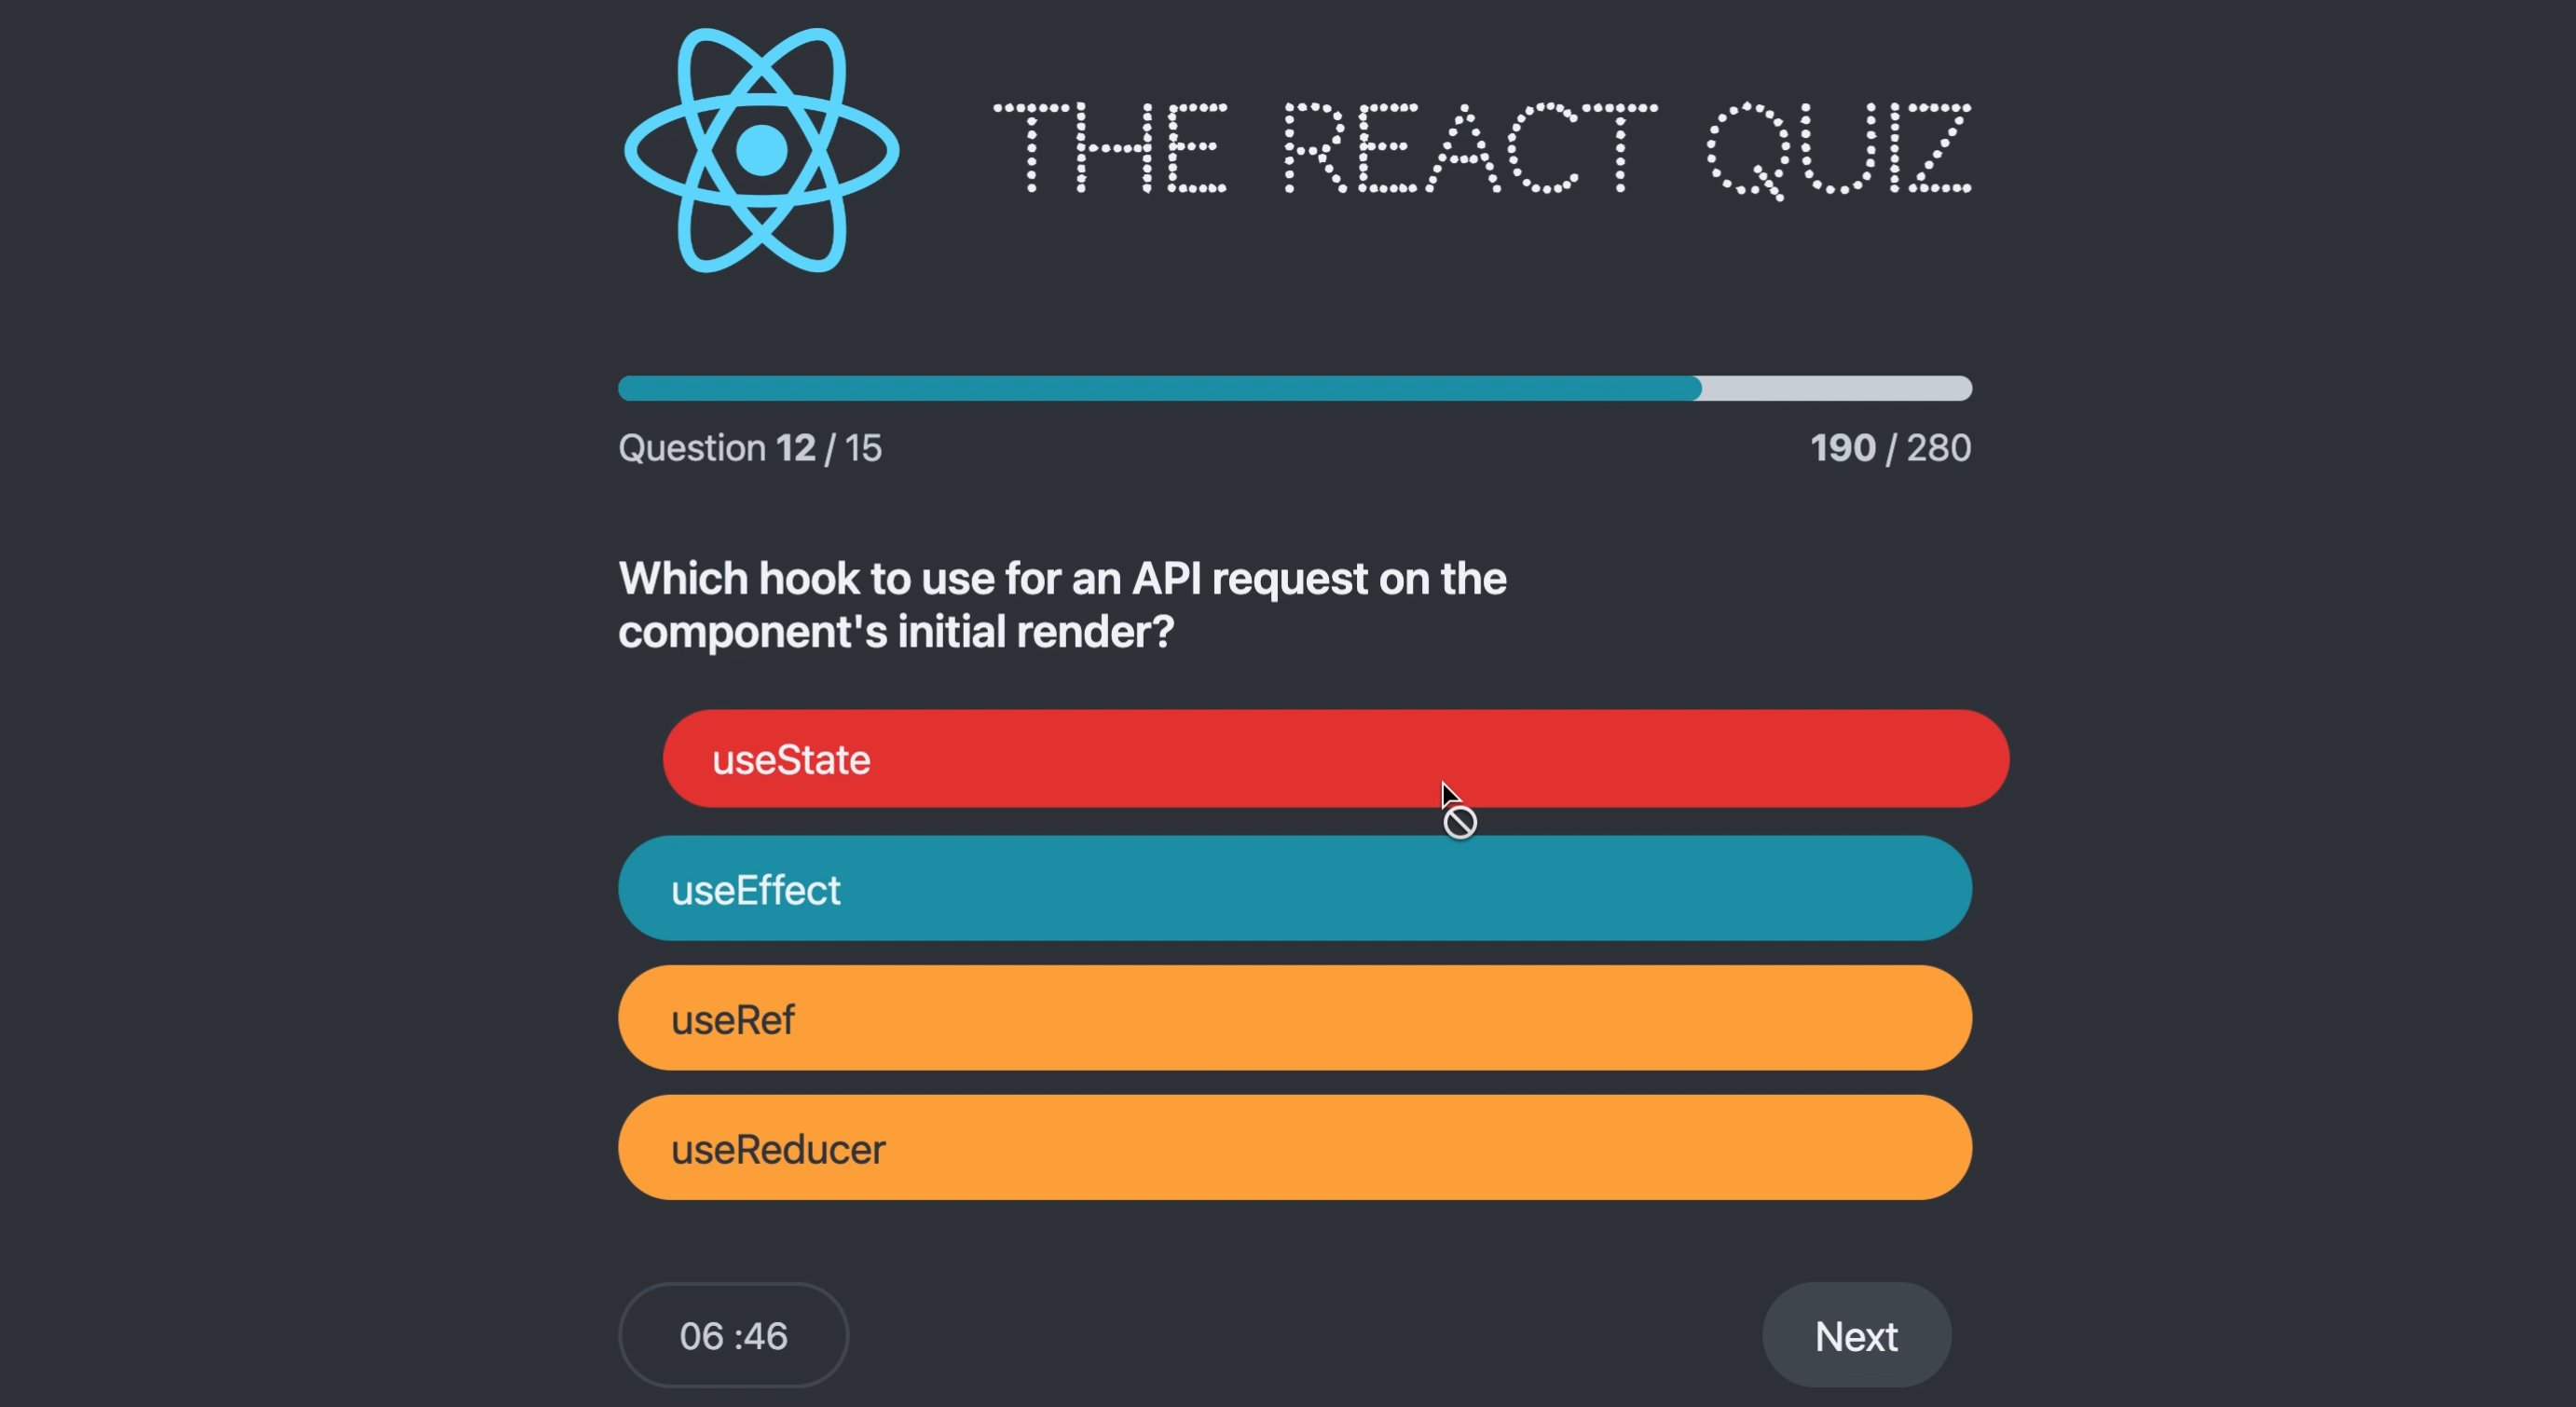 THE REACT QUIZ
Question 12 / 15
190 / 280
Which hook to use for an API request on the
component's initial render?
useState
useEffect
useRef
useReducer
06 :46
Next